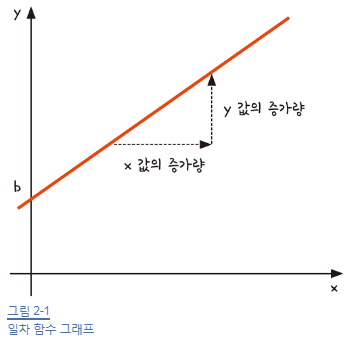 y
y 값의 증가량
x 값의 증가량
b
x
그림 2-1
일차 함수 그래프